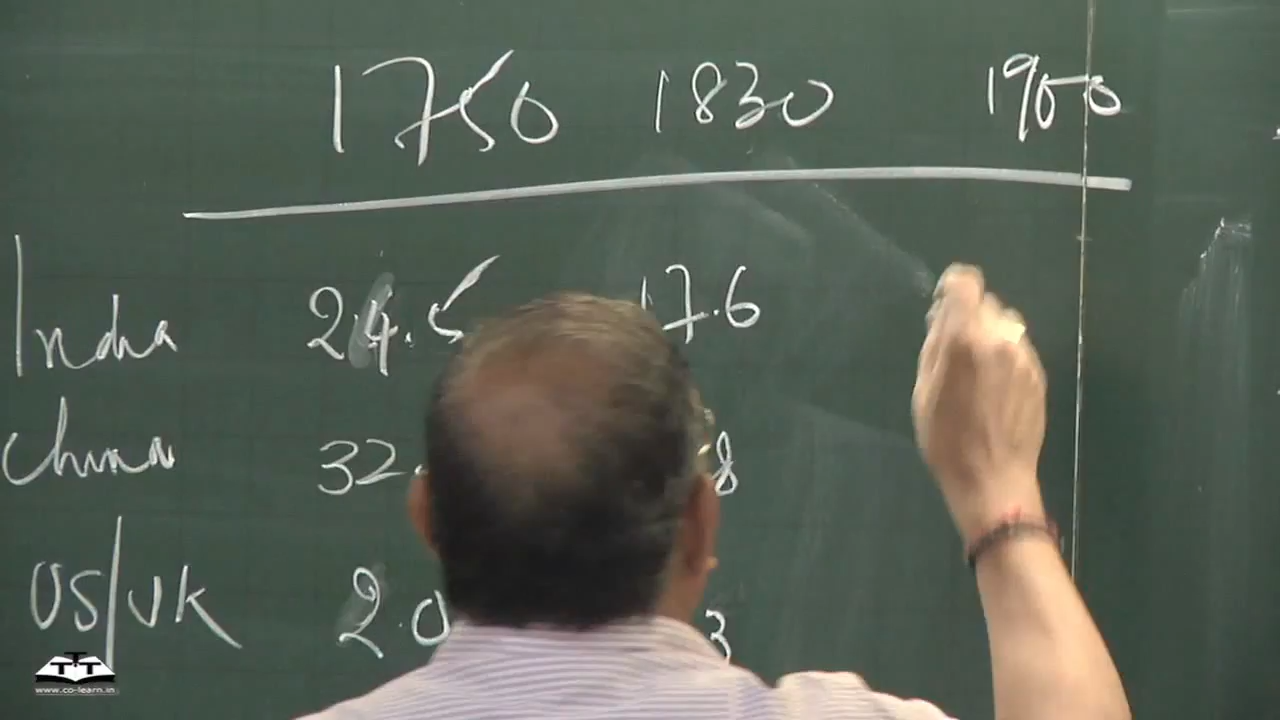 1750 1830 1900
India 24.5 17.6
China 32. 8
US/UK 2.0 3
TTT
www.co-learn.in